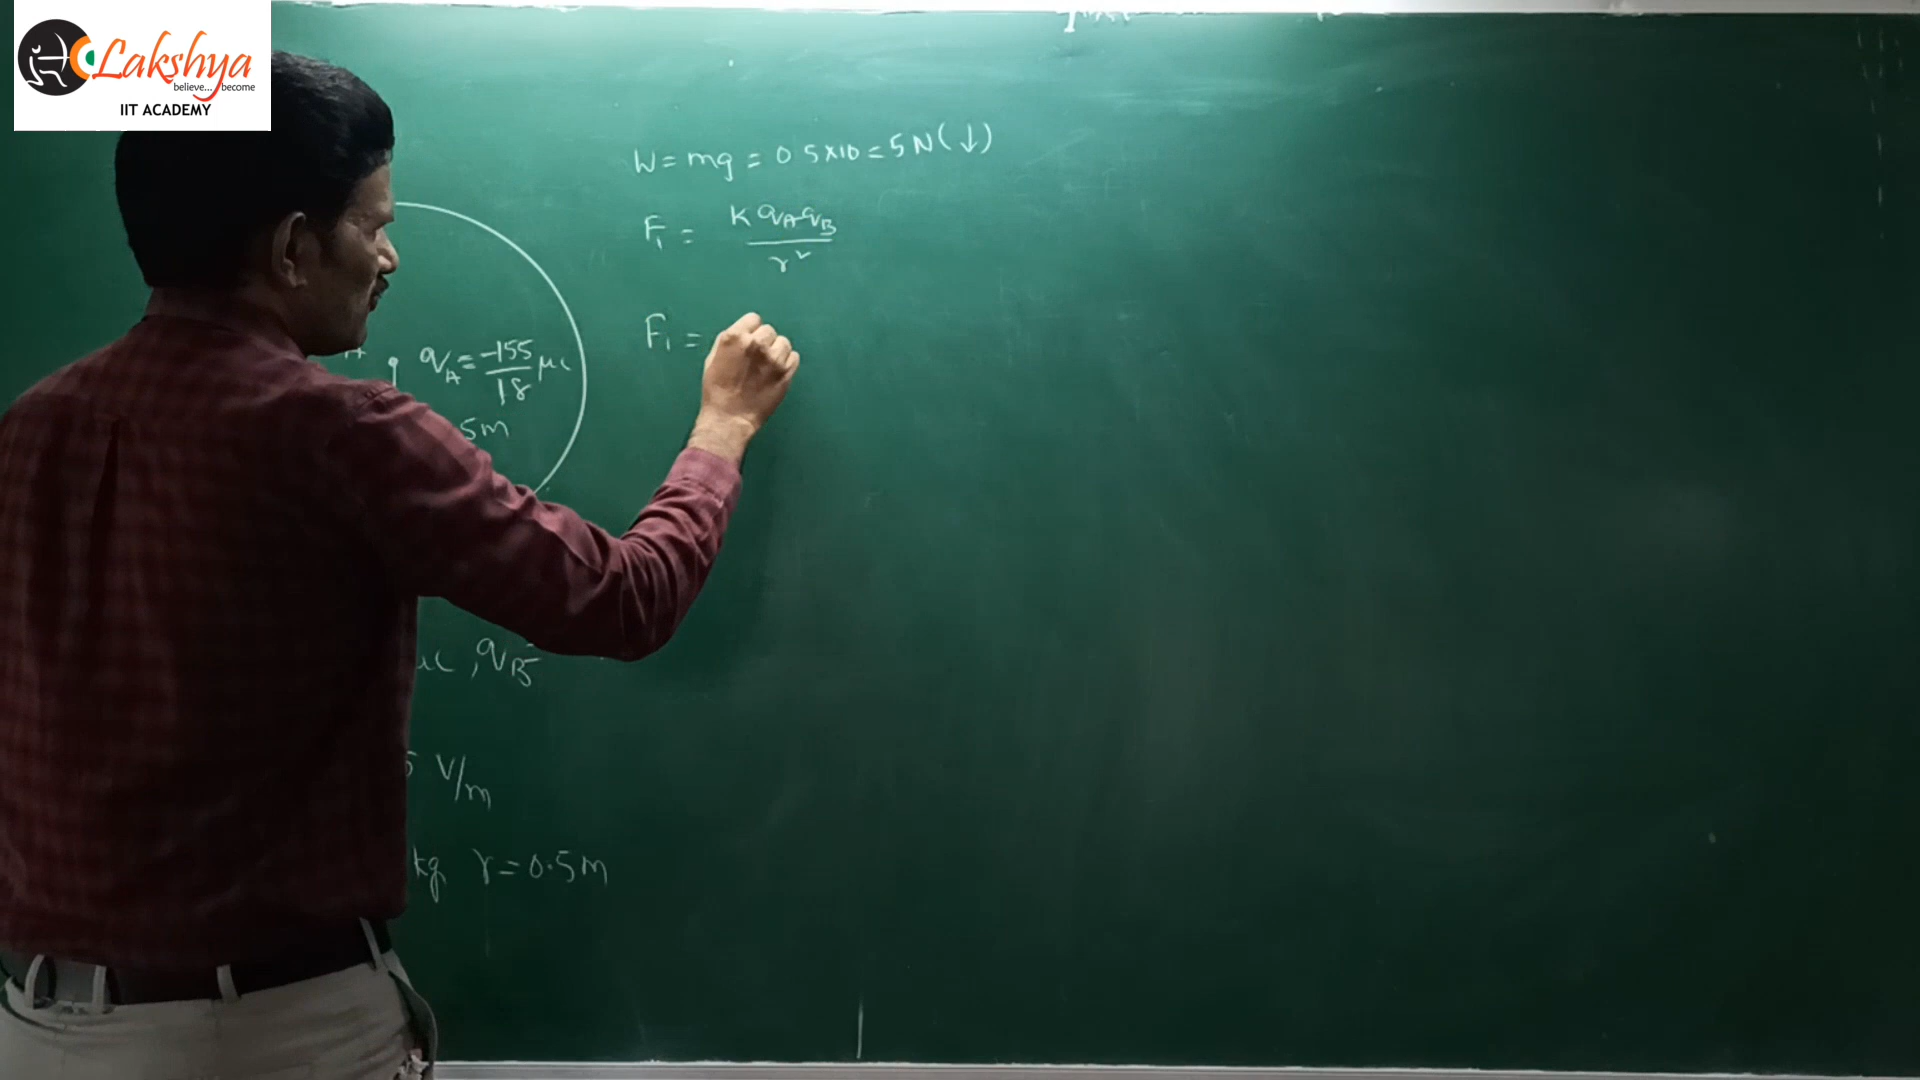 Lakshya
believe... become
IIT ACADEMY
W = mg = 0.5×10 = 5N(↓)
F₁ = K qA qB / r²
F₁ =
qA = -155/18 μc
5m
μc , qB =
5 V/m
kg r = 0.5m